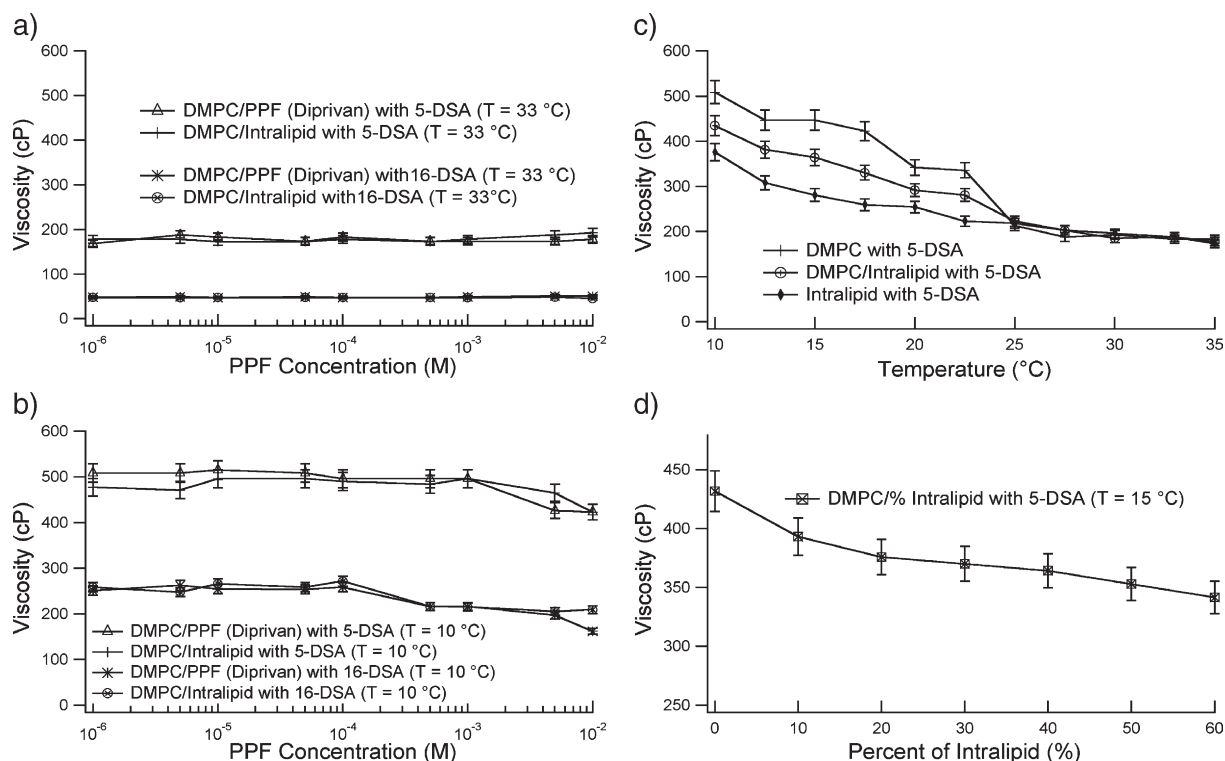 a)
600
500
400
300
200
100
0
Viscosity (cP)
DMPC/PPF (Diprivan) with 5-DSA (T = 33 °C)
DMPC/Intralipid with 5-DSA (T = 33 °C)
DMPC/PPF (Diprivan) with16-DSA (T = 33 °C)
DMPC/Intralipid with16-DSA (T = 33°C)
10⁻⁶ 10⁻⁵ 10⁻⁴ 10⁻³ 10⁻²
PPF Concentration (M)
b)
600
500
400
300
200
100
0
Viscosity (cP)
DMPC/PPF (Diprivan) with 5-DSA (T = 10 °C)
DMPC/Intralipid with 5-DSA (T = 10 °C)
DMPC/PPF (Diprivan) with 16-DSA (T = 10 °C)
DMPC/Intralipid with 16-DSA (T = 10 °C)
10⁻⁶ 10⁻⁵ 10⁻⁴ 10⁻³ 10⁻²
PPF Concentration (M)
c)
600
500
400
300
200
100
0
Viscosity (cP)
DMPC with 5-DSA
DMPC/Intralipid with 5-DSA
Intralipid with 5-DSA
10 15 20 25 30 35
Temperature (°C)
d)
450
400
350
300
250
Viscosity (cP)
DMPC/% Intralipid with 5-DSA (T = 15 °C)
0 10 20 30 40 50 60
Percent of Intralipid (%)